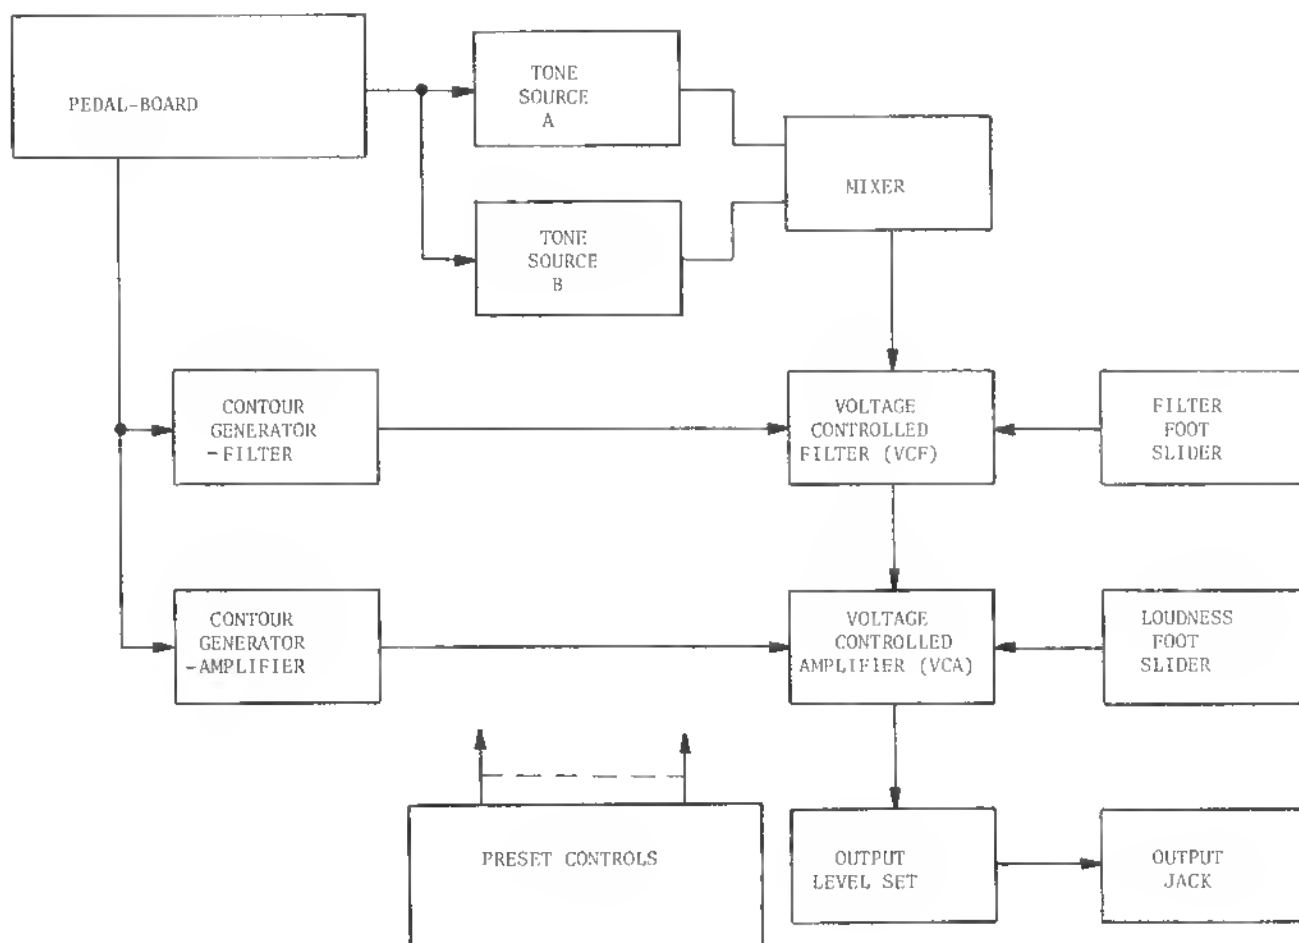 PEDAL-BOARD
TONE
SOURCE
A
TONE
SOURCE
B
MIXER
CONTOUR
GENERATOR
-FILTER
VOLTAGE
CONTROLLED
FILTER (VCF)
FILTER
FOOT
SLIDER
CONTOUR
GENERATOR
-AMPLIFIER
VOLTAGE
CONTROLLED
AMPLIFIER (VCA)
LOUDNESS
FOOT
SLIDER
PRESET CONTROLS
OUTPUT
LEVEL SET
OUTPUT
JACK